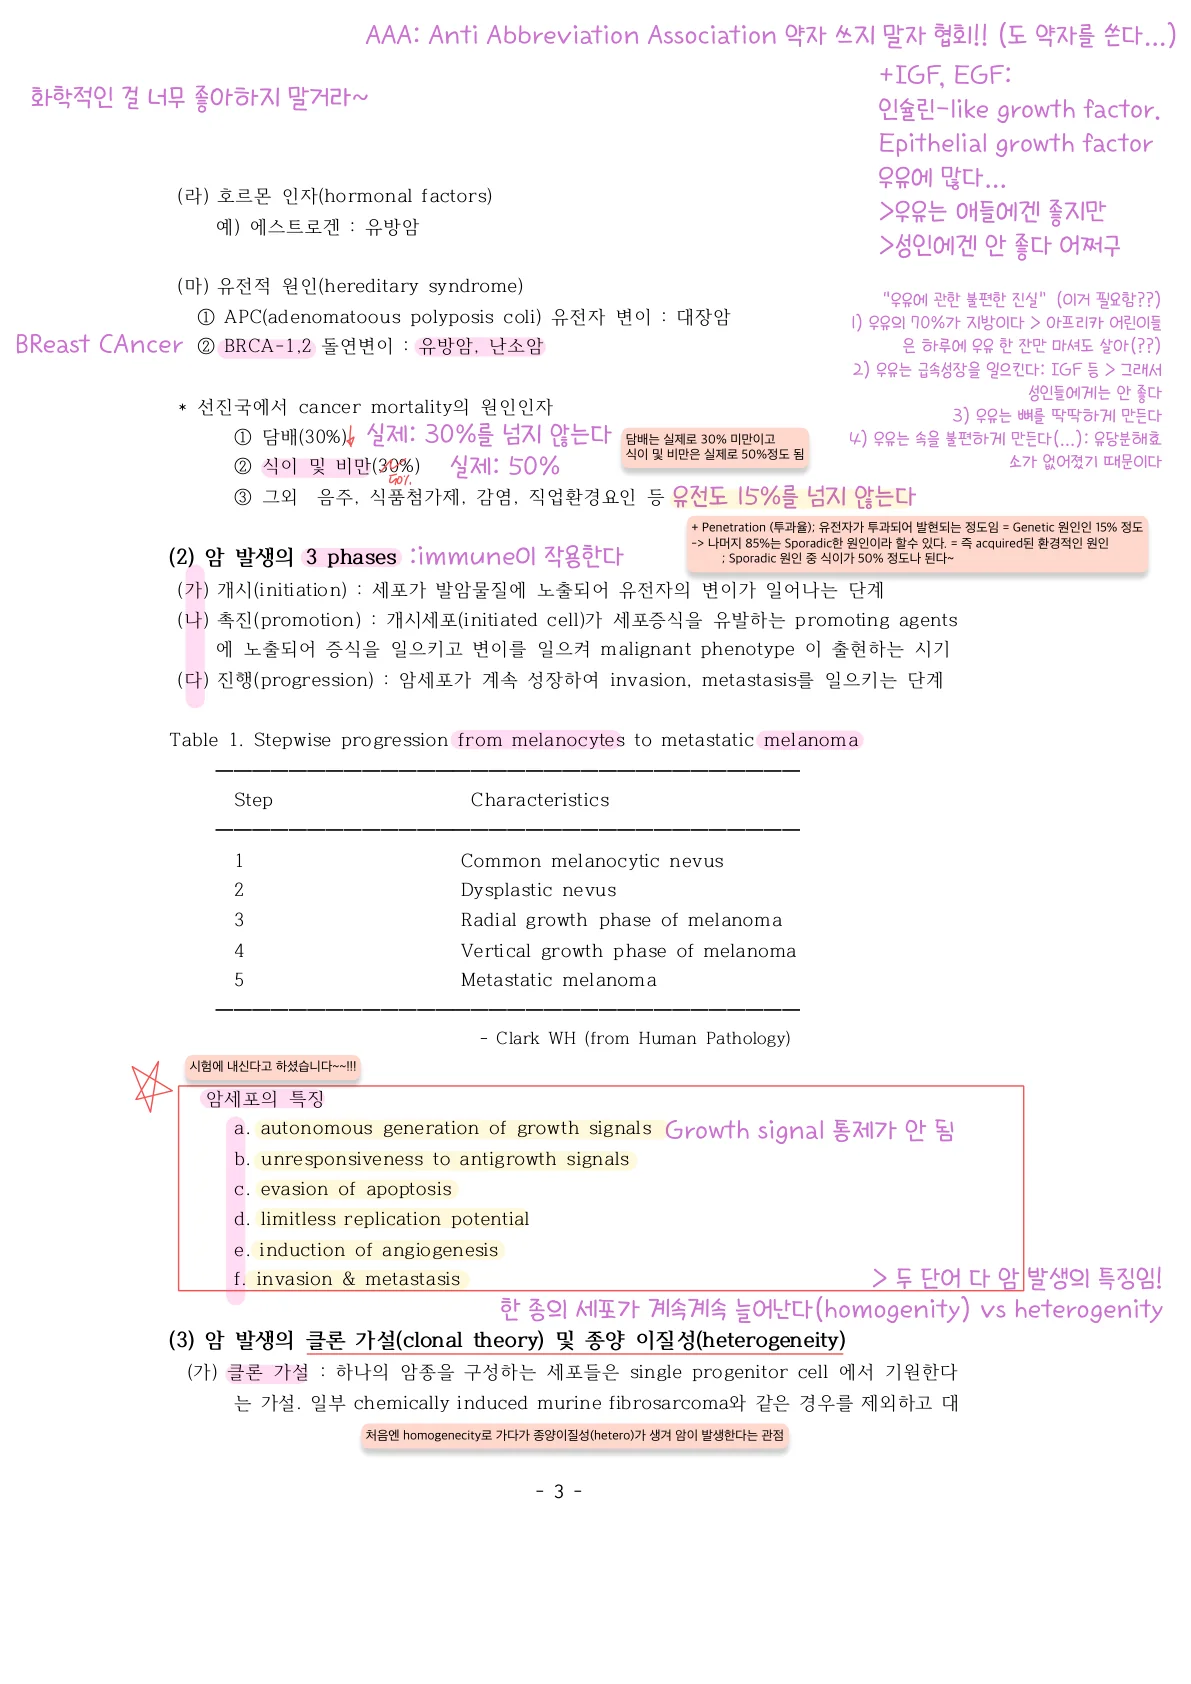 AAA: Anti Abbreviation Association 약자 쓰지 말자 협회!! (도 약자를 쓴다...)
화학적인 걸 너무 좋아하지 말거라~
+IGF, EGF:
인슐린-like growth factor.
Epithelial growth factor
우유에 많다...
>우유는 애들에겐 좋지만
>성인에겐 안 좋다 어쩌구
(라) 호르몬 인자(hormonal factors)
예) 에스트로겐 : 유방암
(마) 유전적 원인(hereditary syndrome)
① APC(adenomatoous polyposis coli) 유전자 변이 : 대장암
BReast CAncer ② BRCA-1,2 돌연변이 : 유방암, 난소암
"우유에 관한 불편한 진실" (이거 필요함??)
1) 우유의 70%가 지방이다 > 아프리카 어린이들
은 하루에 우유 한 잔만 마셔도 살아(??)
2) 우유는 급속성장을 일으킨다: IGF 등 > 그래서
성인들에게는 안 좋다
3) 우유는 뼈를 딱딱하게 만든다
4) 우유는 속을 불편하게 만든다(...): 유당분해효
소가 없어졌기 때문이다
* 선진국에서 cancer mortality의 원인인자
① 담배(30%)↓ 실제: 30%를 넘지 않는다
담배는 실제로 30% 미만이고
식이 및 비만은 실제로 50%정도 됨
② 식이 및 비만(30%) 실제: 50%
50%
③ 그외 음주, 식품첨가제, 감염, 직업환경요인 등 유전도 15%를 넘지 않는다
+ Penetration (투과율); 유전자가 투과되어 발현되는 정도임 = Genetic 원인인 15% 정도
-> 나머지 85%는 Sporadic한 원인이라 할수 있다. = 즉 acquired된 환경적인 원인
; Sporadic 원인 중 식이가 50% 정도나 된다~
(2) 암 발생의 3 phases :immune이 작용한다
(가) 개시(initiation) : 세포가 발암물질에 노출되어 유전자의 변이가 일어나는 단계
(나) 촉진(promotion) : 개시세포(initiated cell)가 세포증식을 유발하는 promoting agents
에 노출되어 증식을 일으키고 변이를 일으켜 malignant phenotype 이 출현하는 시기
(다) 진행(progression) : 암세포가 계속 성장하여 invasion, metastasis를 일으키는 단계
Table 1. Stepwise progression from melanocytes to metastatic melanoma
Step Characteristics
1 Common melanocytic nevus
2 Dysplastic nevus
3 Radial growth phase of melanoma
4 Vertical growth phase of melanoma
5 Metastatic melanoma
- Clark WH (from Human Pathology)
시험에 내신다고 하셨습니다~~!!!
암세포의 특징
a. autonomous generation of growth signals Growth signal 통제가 안 됨
b. unresponsiveness to antigrowth signals
c. evasion of apoptosis
d. limitless replication potential
e. induction of angiogenesis
f. invasion & metastasis
> 두 단어 다 암 발생의 특징임!
한 종의 세포가 계속계속 늘어난다(homogenity) vs heterogenity
(3) 암 발생의 클론 가설(clonal theory) 및 종양 이질성(heterogeneity)
(가) 클론 가설 : 하나의 암종을 구성하는 세포들은 single progenitor cell 에서 기원한다
는 가설. 일부 chemically induced murine fibrosarcoma와 같은 경우를 제외하고 대
처음엔 homogenecity로 가다가 종양이질성(hetero)가 생겨 암이 발생한다는 관점
- 3 -